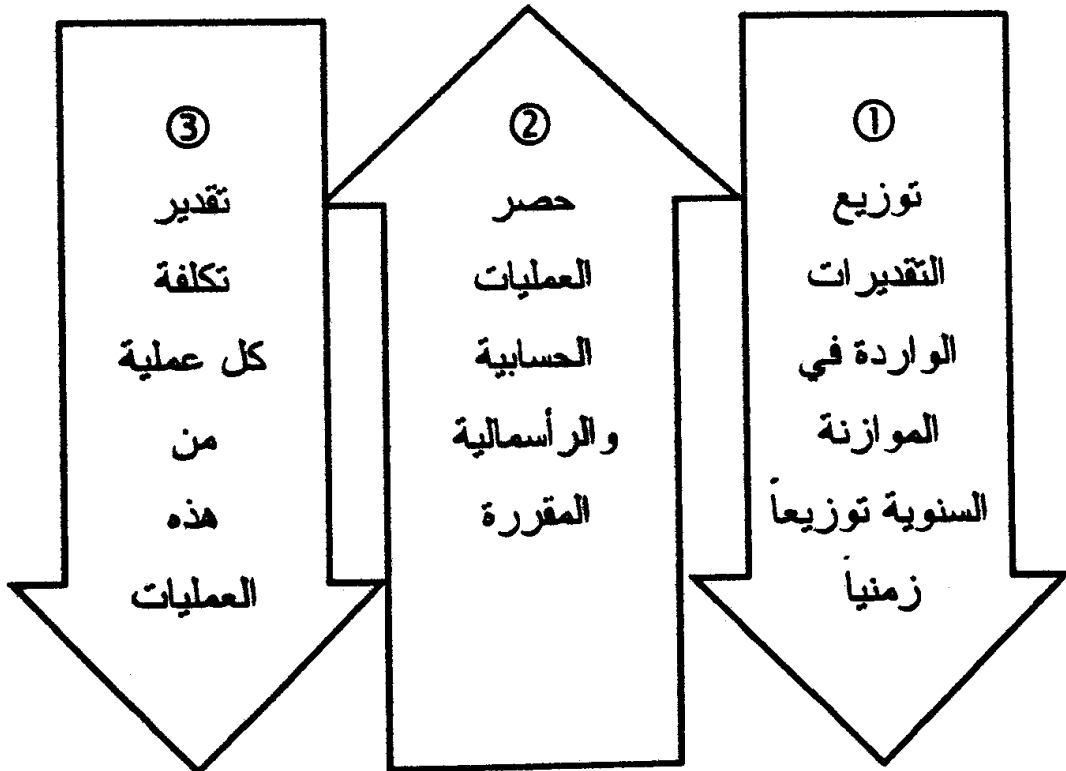 ①
توزيع
التقديرات
الواردة في
الموازنة
السنوية توزيعاً
زمنياً
②
حصر
العمليات
الحسابية
والرأسمالية
المقررة
③
تقدير
تكلفة
كل عملية
من
هذه
العمليات